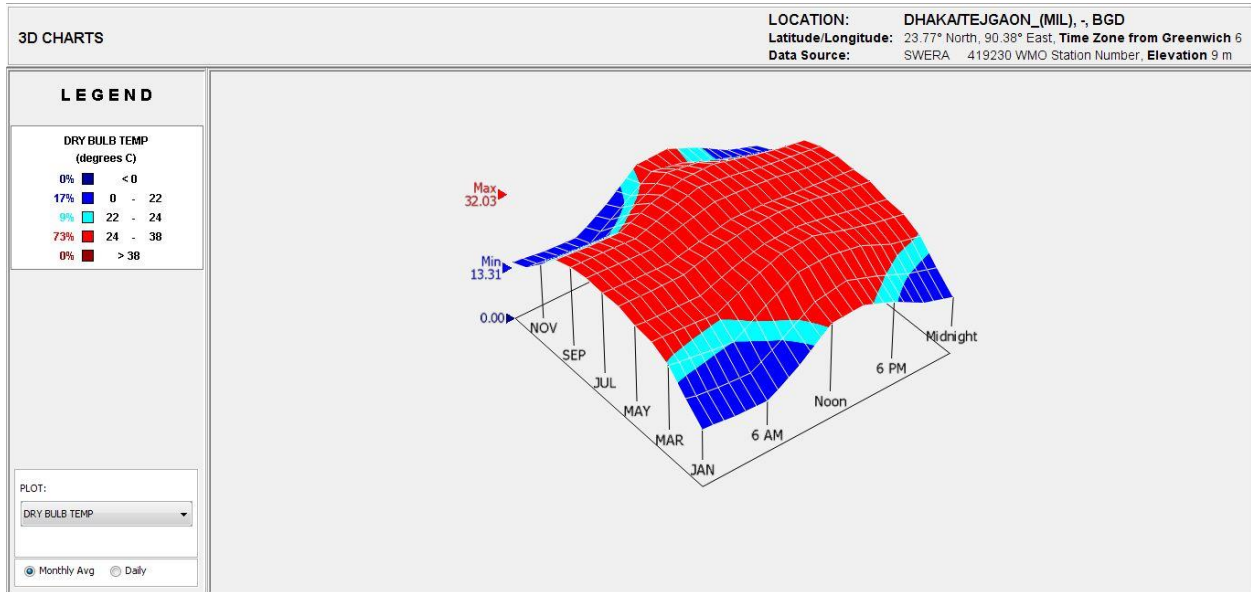 3D CHARTS
LOCATION: DHAKA/TEJGAON_(MIL), -, BGD
Latitude/Longitude: 23.77° North, 90.38° East, Time Zone from Greenwich 6
Data Source: SWERA 419230 WMO Station Number, Elevation 9 m
LEGEND
DRY BULB TEMP
(degrees C)
0% < 0
17% 0 - 22
9% 22 - 24
73% 24 - 38
0% > 38
PLOT:
DRY BULB TEMP
Monthly Avg Daily
Max
32.03
Min
13.31
0.00
NOV
SEP
JUL
MAY
MAR
JAN
6 AM
Noon
6 PM
Midnight